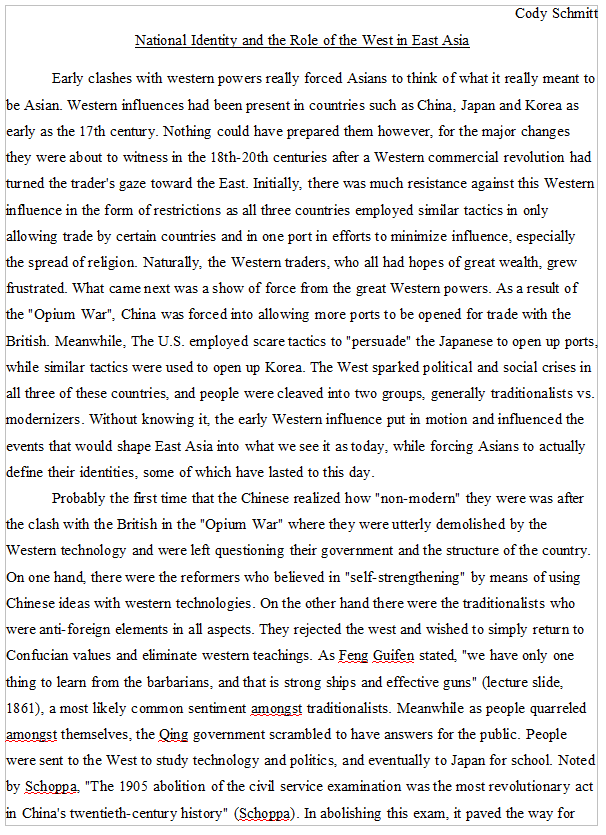 Cody Schmitt
National Identity and the Role of the West in East Asia
Early clashes with western powers really forced Asians to think of what it really meant to
be Asian. Western influences had been present in countries such as China, Japan and Korea as
early as the 17th century. Nothing could have prepared them however, for the major changes
they were about to witness in the 18th-20th centuries after a Western commercial revolution had
turned the trader's gaze toward the East. Initially, there was much resistance against this Western
influence in the form of restrictions as all three countries employed similar tactics in only
allowing trade by certain countries and in one port in efforts to minimize influence, especially
the spread of religion. Naturally, the Western traders, who all had hopes of great wealth, grew
frustrated. What came next was a show of force from the great Western powers. As a result of
the "Opium War", China was forced into allowing more ports to be opened for trade with the
British. Meanwhile, The U.S. employed scare tactics to "persuade" the Japanese to open up ports,
while similar tactics were used to open up Korea. The West sparked political and social crises in
all three of these countries, and people were cleaved into two groups, generally traditionalists vs.
modernizers. Without knowing it, the early Western influence put in motion and influenced the
events that would shape East Asia into what we see it as today, while forcing Asians to actually
define their identities, some of which have lasted to this day.
Probably the first time that the Chinese realized how "non-modern" they were was after
the clash with the British in the "Opium War" where they were utterly demolished by the
Western technology and were left questioning their government and the structure of the country.
On one hand, there were the reformers who believed in "self-strengthening" by means of using
Chinese ideas with western technologies. On the other hand there were the traditionalists who
were anti-foreign elements in all aspects. They rejected the west and wished to simply return to
Confucian values and eliminate western teachings. As Feng Guifen stated, "we have only one
thing to learn from the barbarians, and that is strong ships and effective guns" (lecture slide,
1861), a most likely common sentiment amongst traditionalists. Meanwhile as people quarreled
amongst themselves, the Qing government scrambled to have answers for the public. People
were sent to the West to study technology and politics, and eventually to Japan for school. Noted
by Schoppa, "The 1905 abolition of the civil service examination was the most revolutionary act
in China's twentieth-century history" (Schoppa). In abolishing this exam, it paved the way for